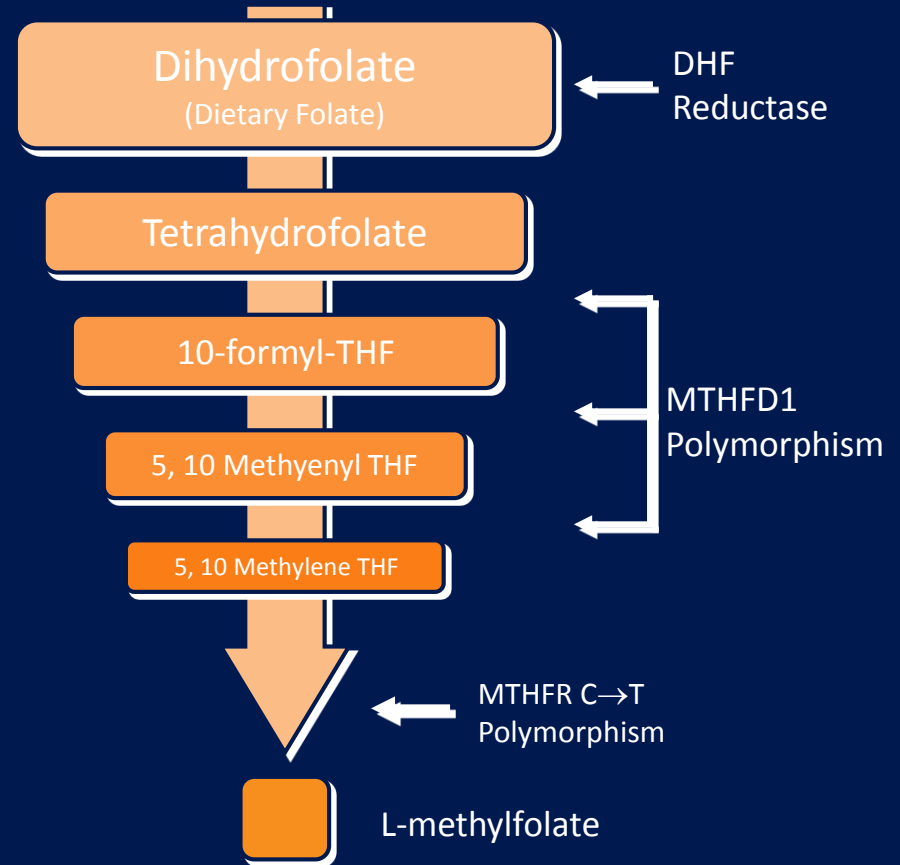 Dihydrofolate
(Dietary Folate)
DHF
Reductase
Tetrahydrofolate
10-formyl-THF
5, 10 Methyenyl THF
MTHFD1
Polymorphism
5, 10 Methylene THF
MTHFR C→T
Polymorphism
L-methylfolate